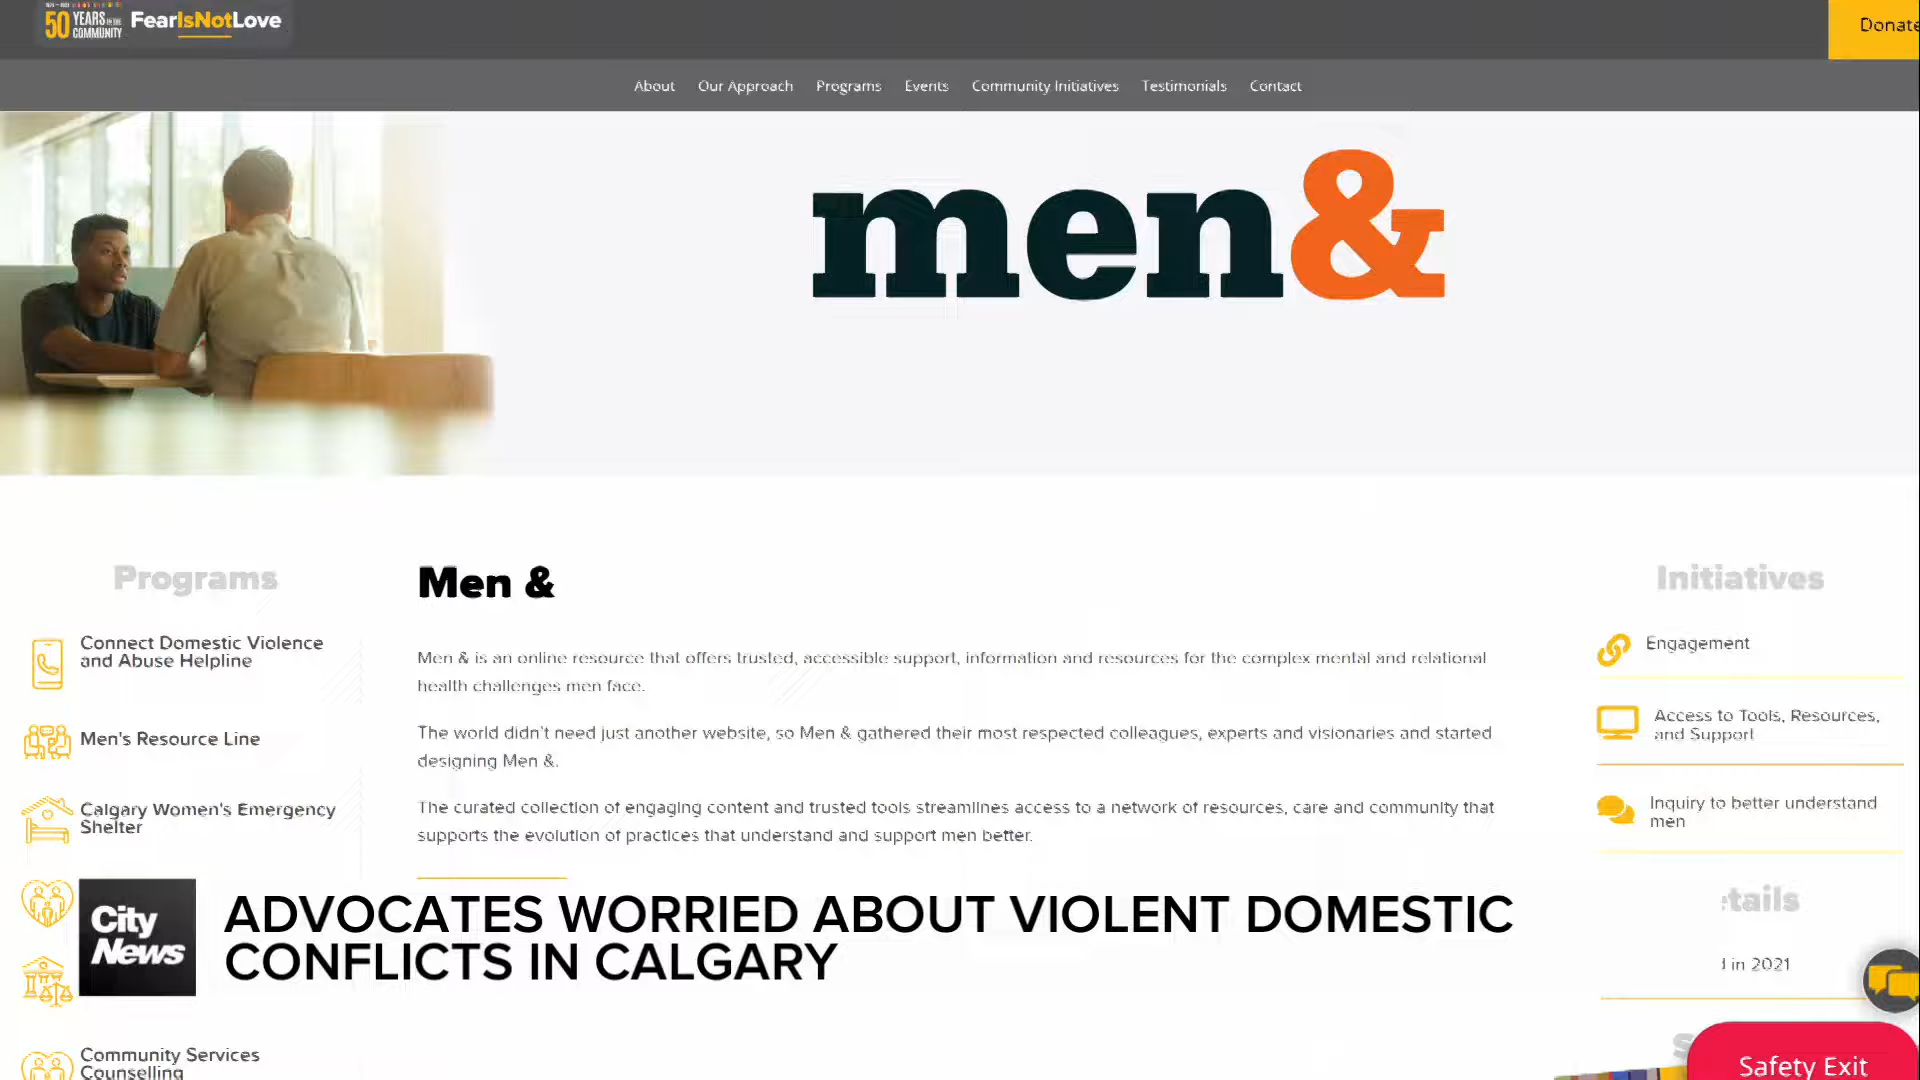 50 YEARS IN THE COMMUNITY
FearIsNotLove
Donate
About Our Approach Programs Events Community Initiatives Testimonials Contact
men&
Programs
Connect Domestic Violence
and Abuse Helpline
Men's Resource Line
Calgary Women's Emergency
Shelter
Community Services
Counselling
Men &
Men & is an online resource that offers trusted, accessible support, information and resources for the complex mental and relational
health challenges men face.
The world didn't need just another website, so Men & gathered their most respected colleagues, experts and visionaries and started
designing Men &.
The curated collection of engaging content and trusted tools streamlines access to a network of resources, care and community that
supports the evolution of practices that understand and support men better.
Initiatives
Engagement
Access to Tools, Resources,
and Support
Inquiry to better understand
men
tails
in 2021
Safety Exit
City
News
ADVOCATES WORRIED ABOUT VIOLENT DOMESTIC
CONFLICTS IN CALGARY